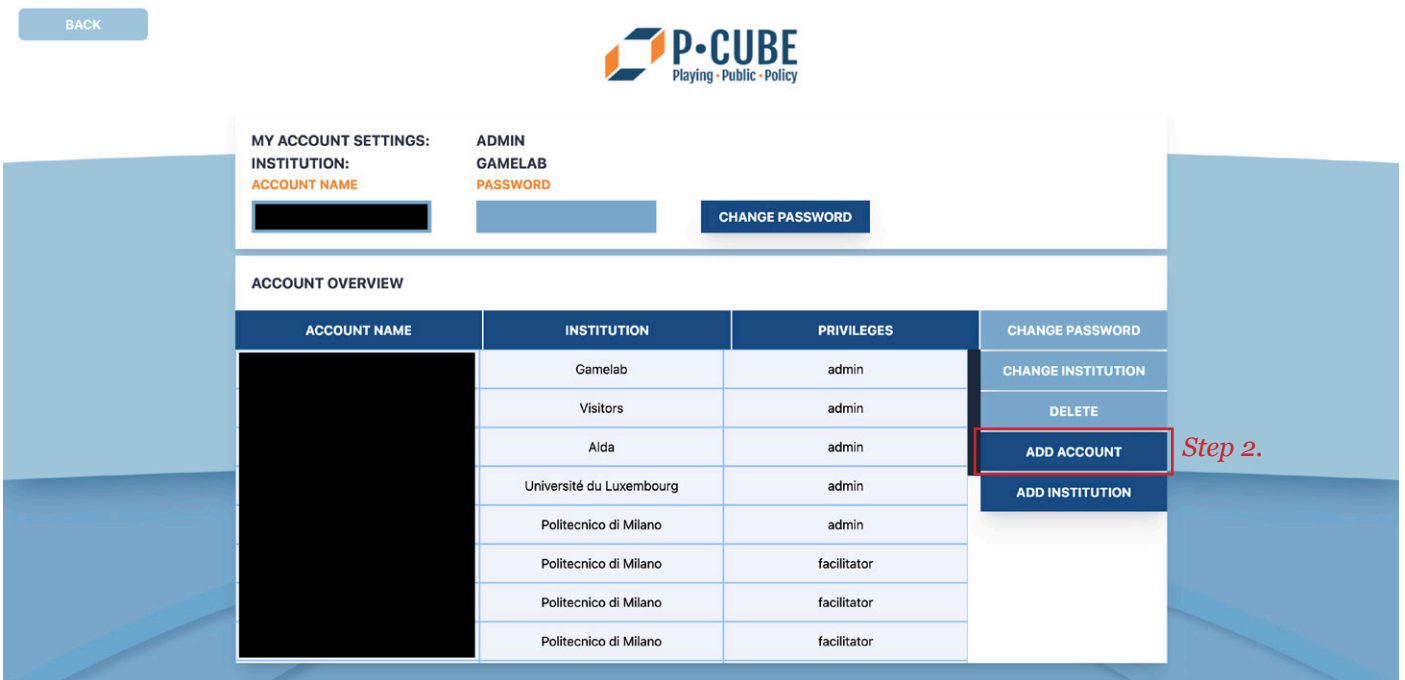 BACK
P•CUBE
Playing • Public • Policy
MY ACCOUNT SETTINGS: ADMIN
INSTITUTION: GAMELAB
ACCOUNT NAME PASSWORD
CHANGE PASSWORD
ACCOUNT OVERVIEW
ACCOUNT NAME INSTITUTION PRIVILEGES CHANGE PASSWORD
Gamelab admin CHANGE INSTITUTION
Visitors admin DELETE
Alda admin ADD ACCOUNT Step 2.
Université du Luxembourg admin ADD INSTITUTION
Politecnico di Milano admin
Politecnico di Milano facilitator
Politecnico di Milano facilitator
Politecnico di Milano facilitator